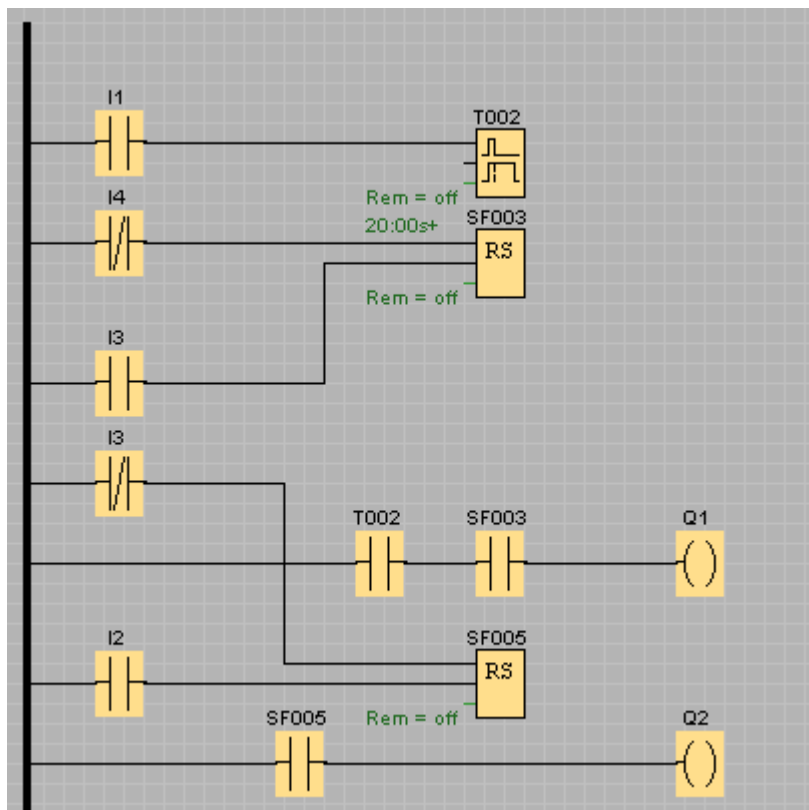 I1
T002
Rem = off
I4
20:00s+
SF003
RS
Rem = off
I3
I3
T002
SF003
Q1
I2
SF005
RS
SF005
Rem = off
Q2